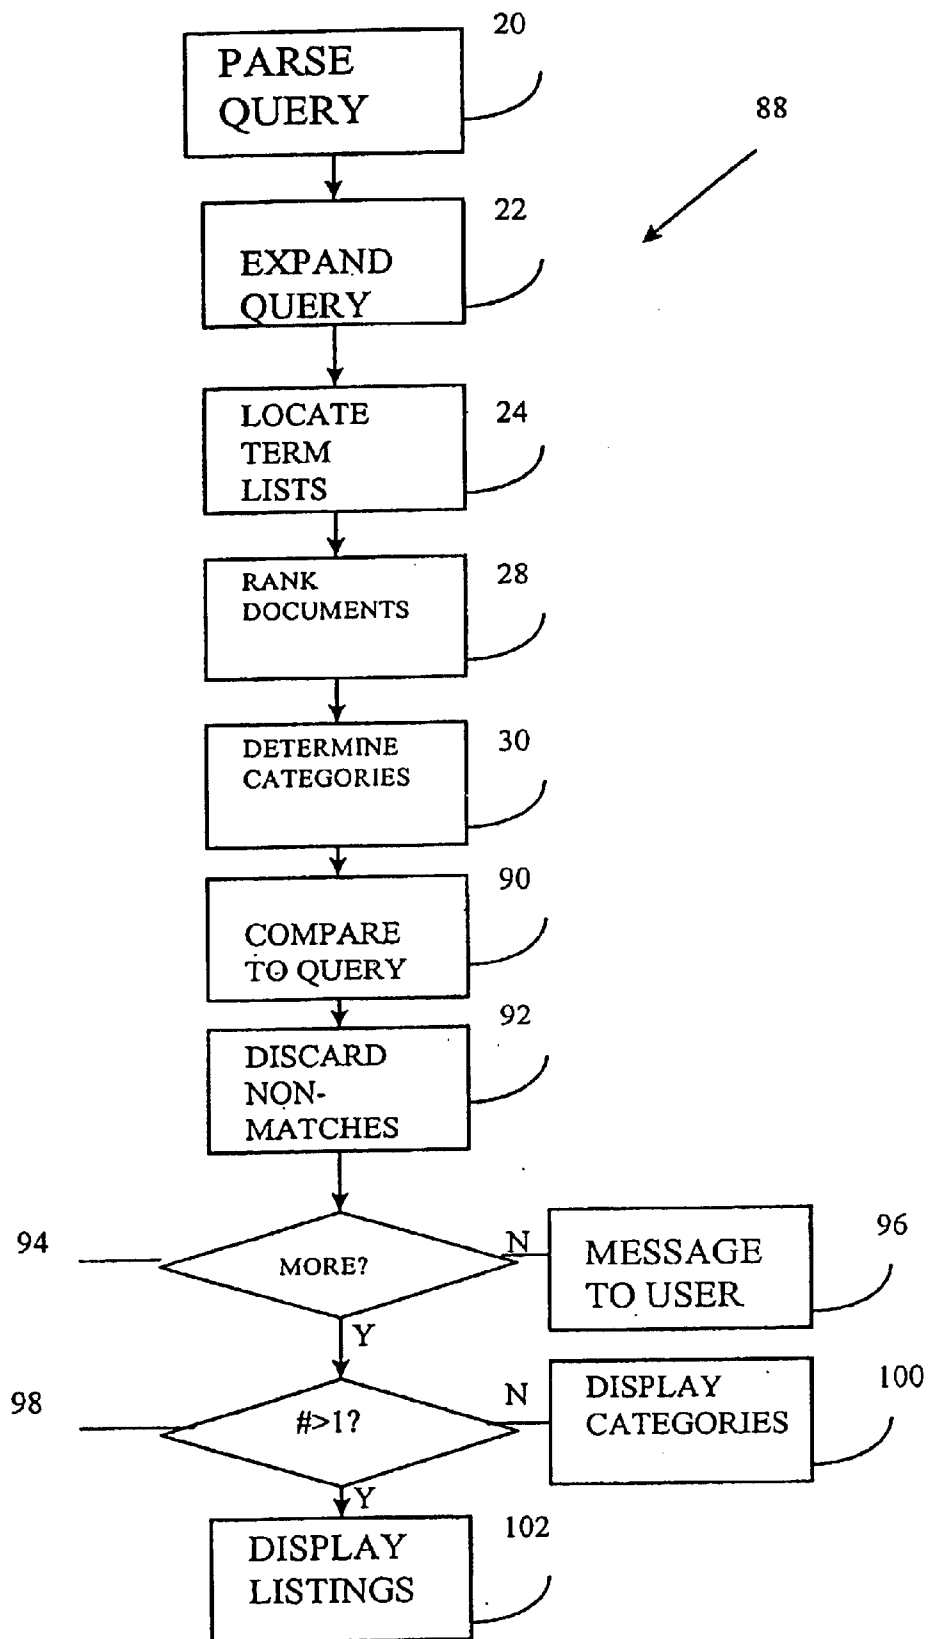 20
PARSE
QUERY
88
22
EXPAND
QUERY
24
LOCATE
TERM
LISTS
28
RANK
DOCUMENTS
30
DETERMINE
CATEGORIES
90
COMPARE
TO QUERY
92
DISCARD
NON-
MATCHES
94
MORE?
N
96
MESSAGE
TO USER
Y
98
#>1?
N
100
DISPLAY
CATEGORIES
Y
102
DISPLAY
LISTINGS